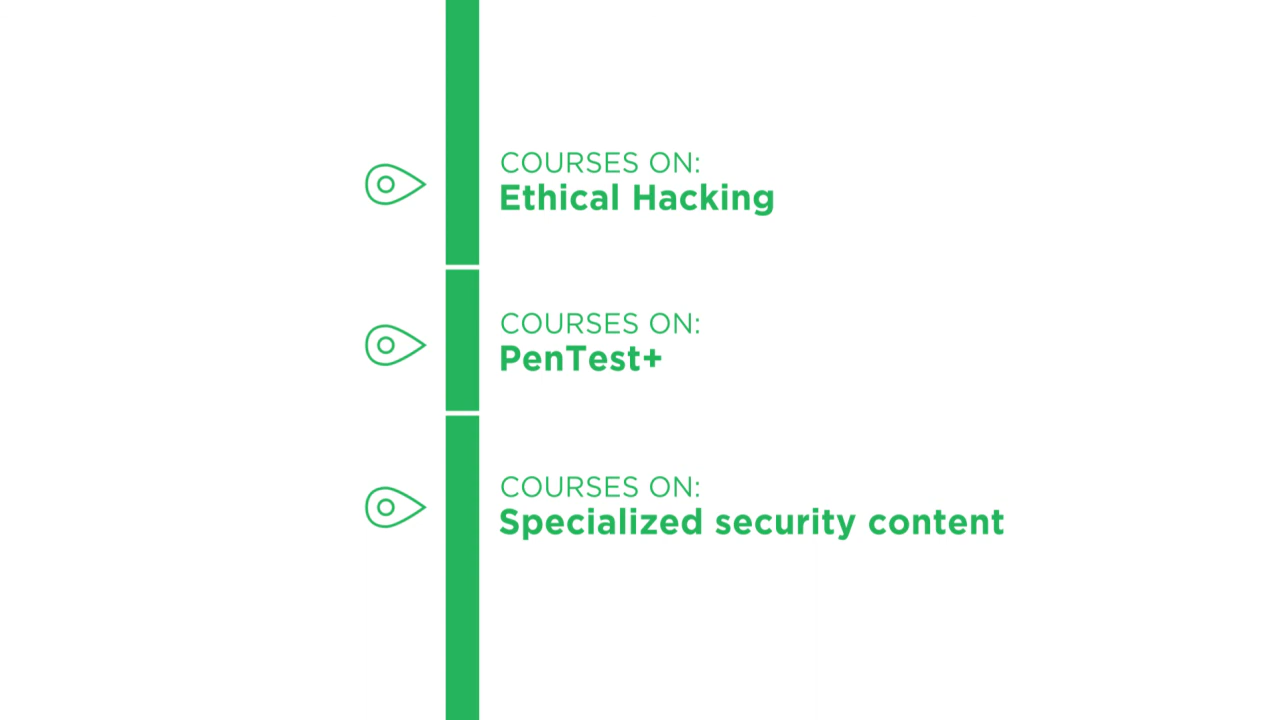 COURSES ON:
Ethical Hacking
COURSES ON:
PenTest+
COURSES ON:
Specialized security content